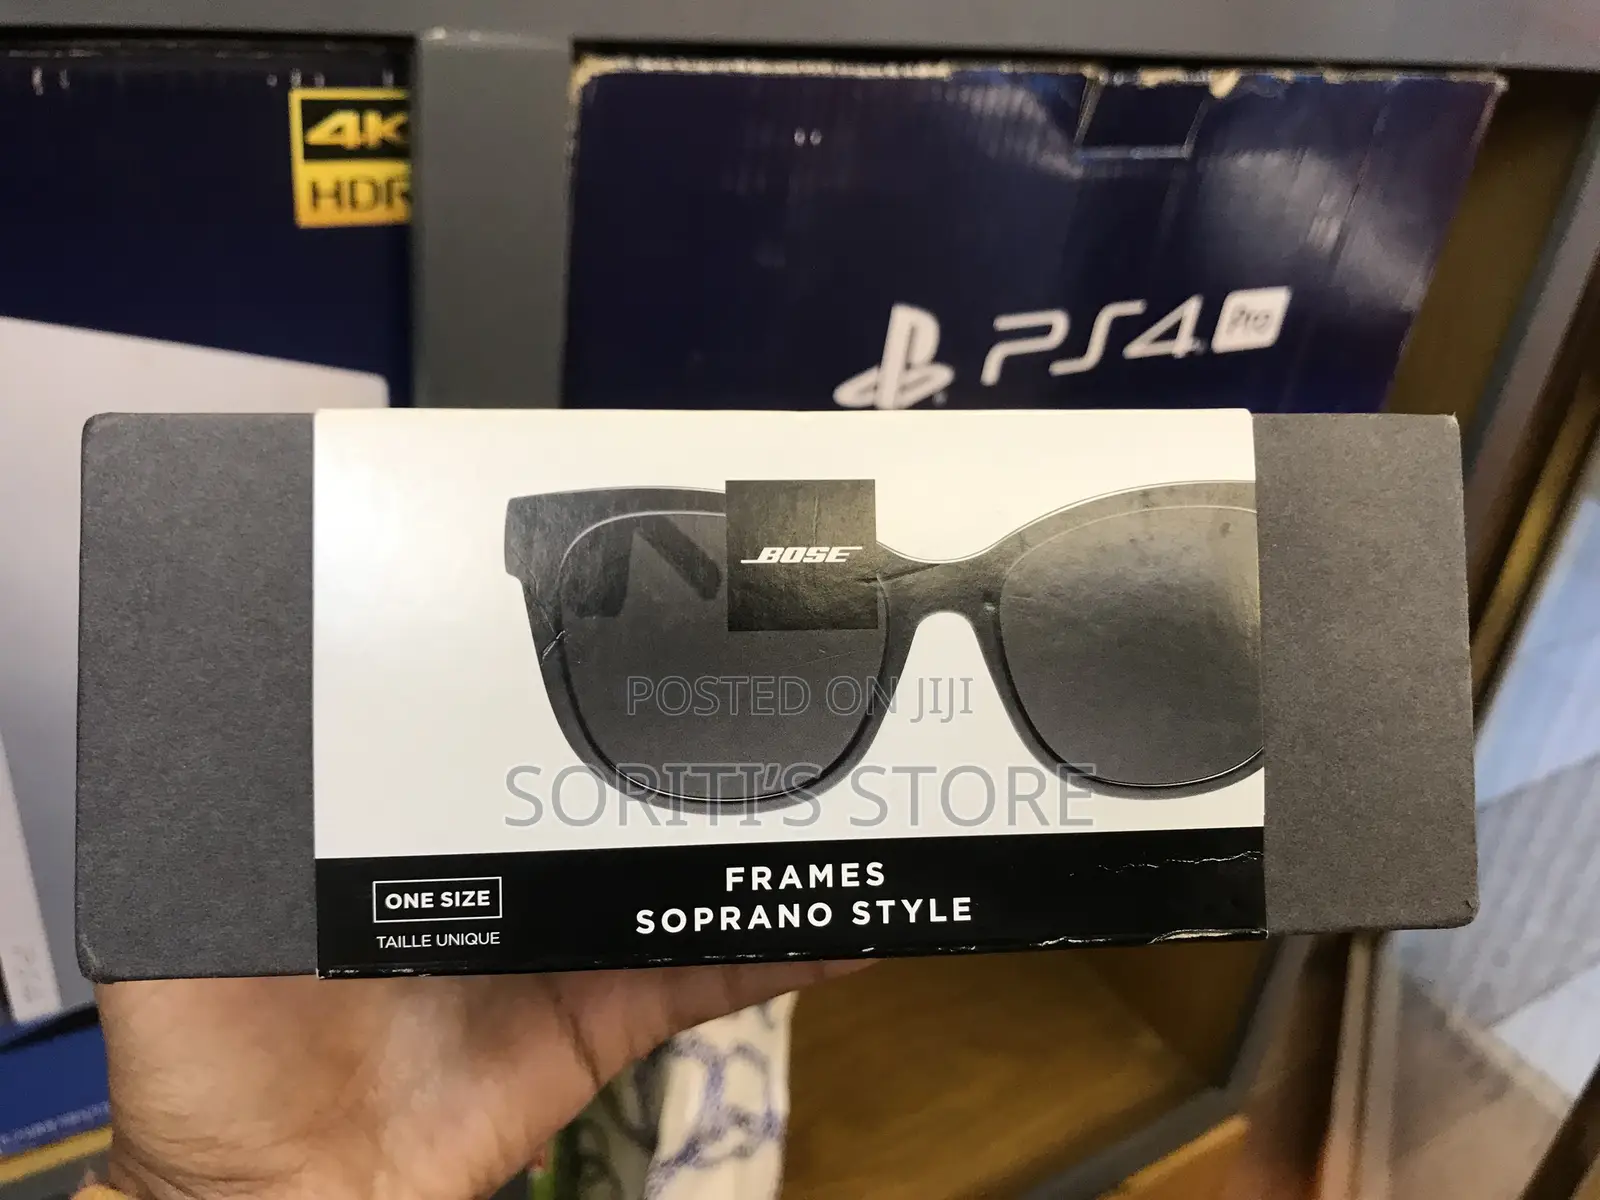 4K
HDR
PS4 Pro
BOSE
POSTED ON JIJI
SORITI'S STORE
FRAMES
SOPRANO STYLE
ONE SIZE
TAILLE UNIQUE